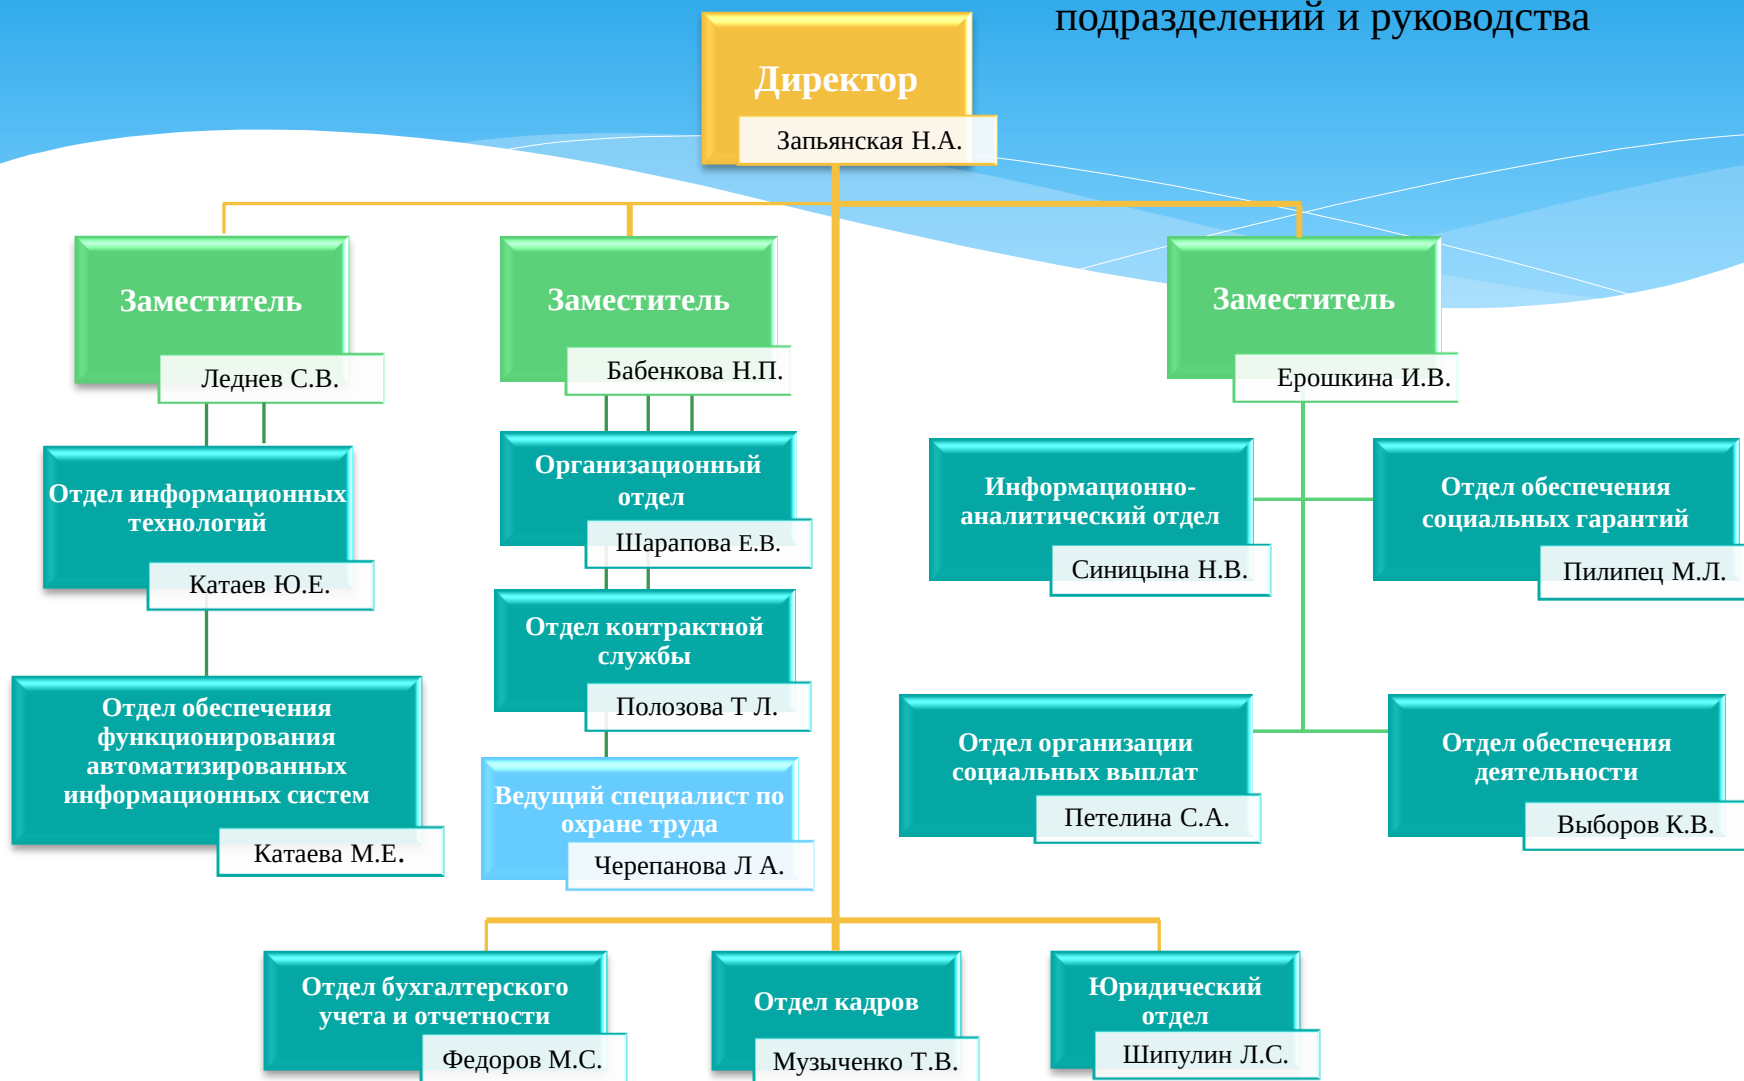 подразделений и руководства
Директор
Запьянская Н.А.
Заместитель
Леднев С.В.
Заместитель
Бабенкова Н.П.
Заместитель
Ерошкина И.В.
Отдел информационных
технологий
Катаев Ю.Е.
Организационный
отдел
Шарапова Е.В.
Информационно-
аналитический отдел
Синицына Н.В.
Отдел обеспечения
социальных гарантий
Пилипец М.Л.
Отдел контрактной
службы
Полозова Т Л.
Отдел обеспечения
функционирования
автоматизированных
информационных систем
Катаева М.Е.
Ведущий специалист по
охране труда
Черепанова Л А.
Отдел организации
социальных выплат
Петелина С.А.
Отдел обеспечения
деятельности
Выборов К.В.
Отдел бухгалтерского
учета и отчетности
Федоров М.С.
Отдел кадров
Музыченко Т.В.
Юридический
отдел
Шипулин Л.С.